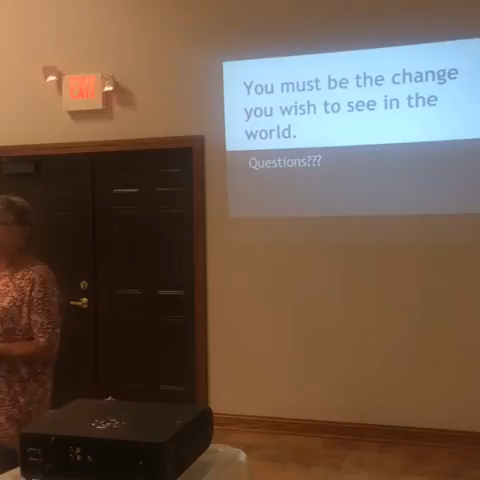 EXIT
You must be the change
you wish to see in the
world.
Questions???